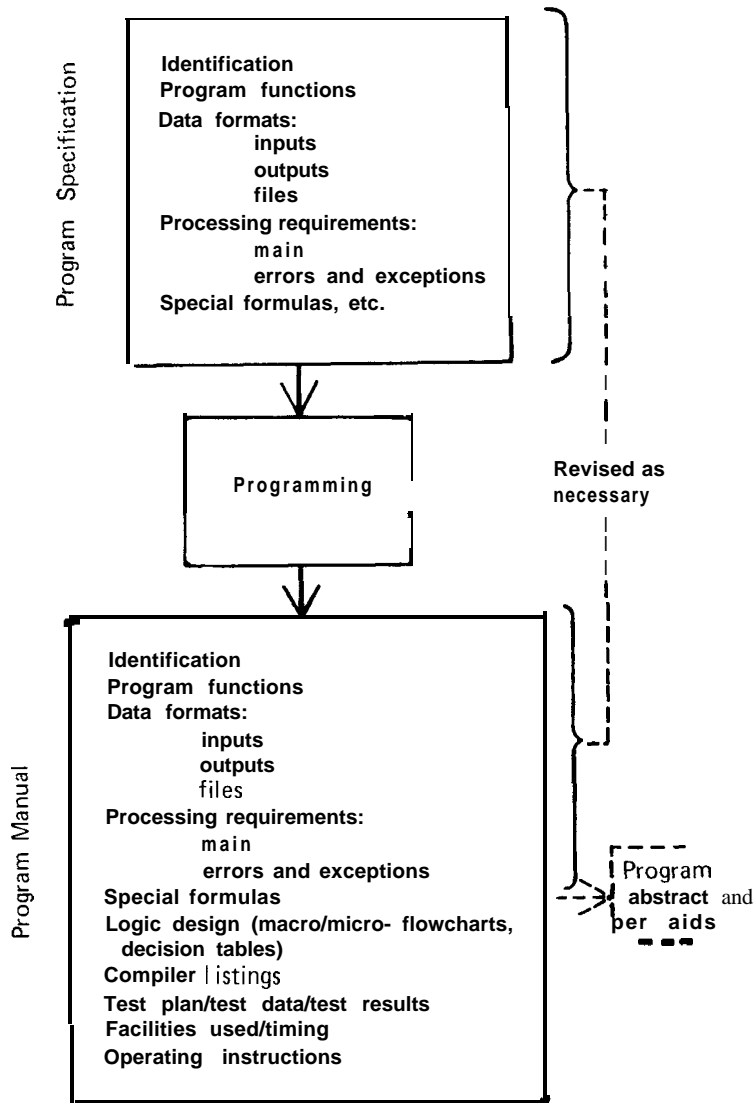 Program Specification
Identification
Program functions
Data formats:
inputs
outputs
files
Processing requirements:
main
errors and exceptions
Special formulas, etc.
Programming
Revised as
necessary
Program Manual
Identification
Program functions
Data formats:
inputs
outputs
files
Processing requirements:
main
errors and exceptions
Special formulas
Logic design (macro/micro- flowcharts,
decision tables)
Compiler listings
Test plan/test data/test results
Facilities used/timing
Operating instructions
Program
abstract and
per aids